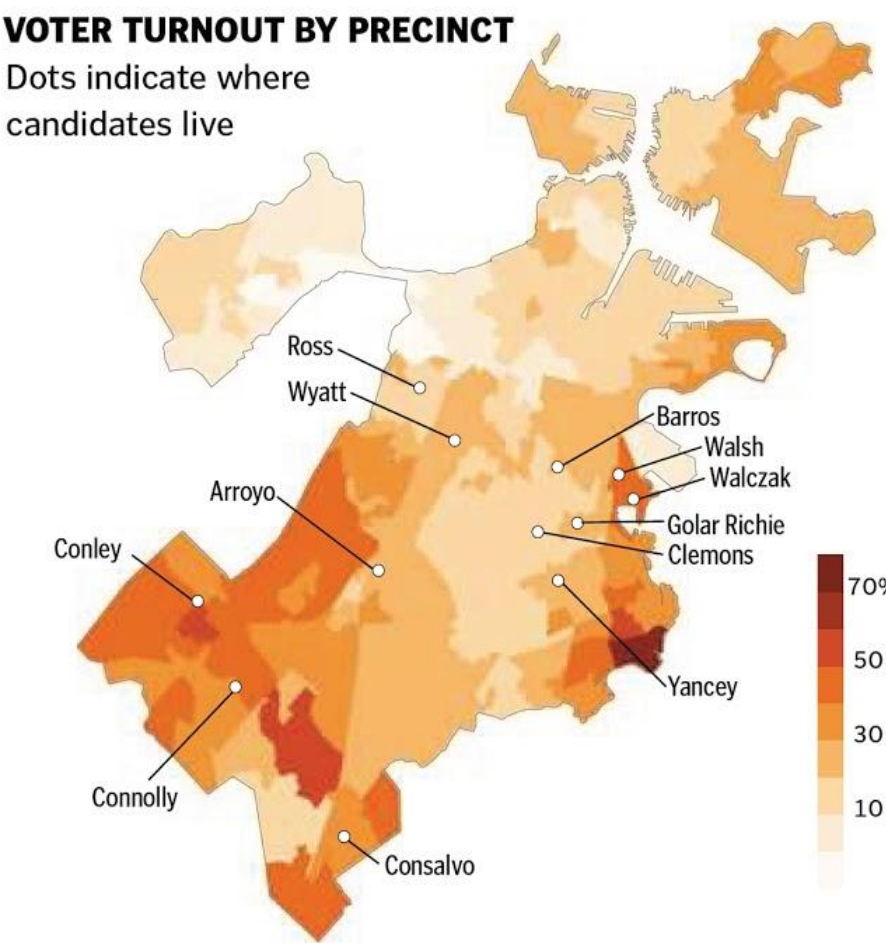 VOTER TURNOUT BY PRECINCT
Dots indicate where
candidates live
Ross
Wyatt
Barros
Walsh
Walczak
Arroyo
Golar Richie
Clemons
Conley
70%
50
Yancey
30
Connolly
10
Consalvo